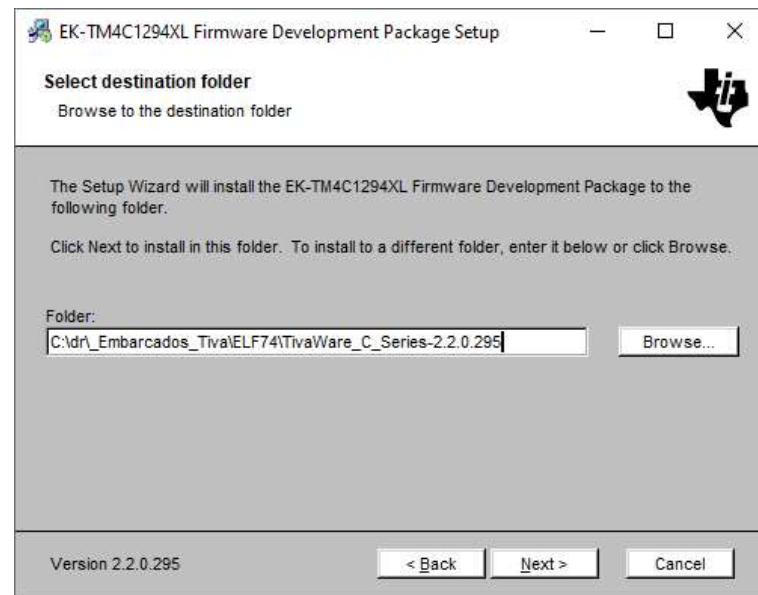 EK-TM4C1294XL Firmware Development Package Setup
Select destination folder
Browse to the destination folder
ti
The Setup Wizard will install the EK-TM4C1294XL Firmware Development Package to the
following folder.
Click Next to install in this folder. To install to a different folder, enter it below or click Browse.
Folder:
C:\dr\_Embarcados_Tiva\ELF74\TivaWare_C_Series-2.2.0.295
Browse...
Version 2.2.0.295
< Back
Next >
Cancel